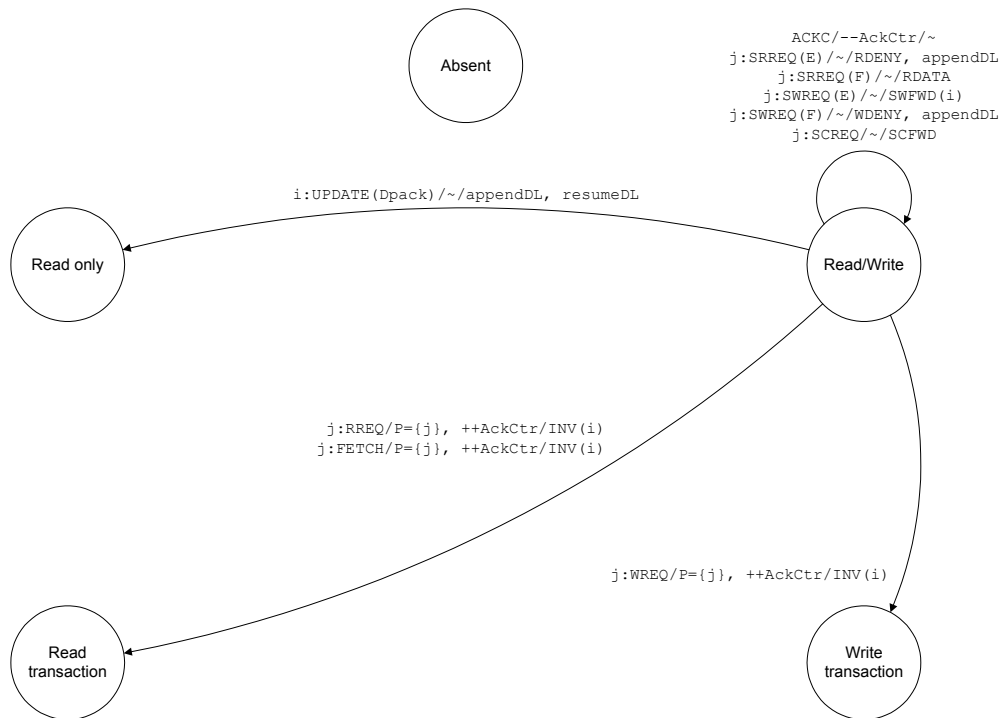 ACKC/--AckCtr/~
j:SRREQ(E)/~/RDENY, appendDL
j:SRREQ(F)/~/RDATA
j:SWREQ(E)/~/SWFWD(i)
j:SWREQ(F)/~/WDENY, appendDL
j:SCREQ/~/SCFWD
Absent
i:UPDATE(Dpack)/~/appendDL, resumeDL
Read only
Read/Write
j:RREQ/P={j}, ++AckCtr/INV(i)
j:FETCH/P={j}, ++AckCtr/INV(i)
j:WREQ/P={j}, ++AckCtr/INV(i)
Read
transaction
Write
transaction